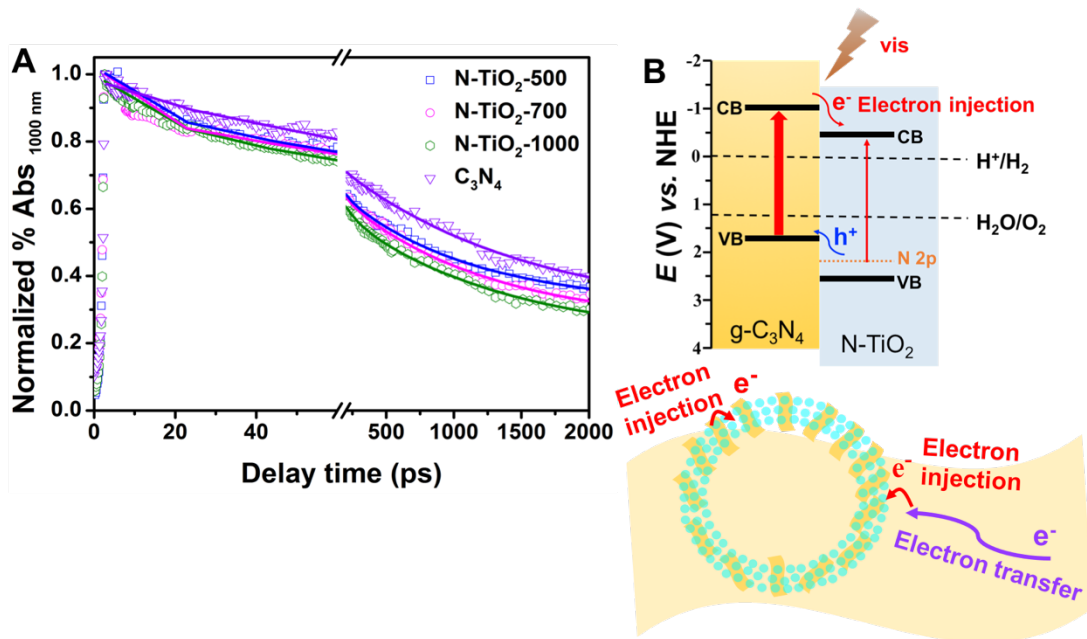 A
Normalized % Abs 10000 nm
1.0
0.8
0.6
0.4
0.2
0.0
0
20
500
1000
1500
2000
Delay time (ps)
N-TiO2-500
N-TiO2-700
N-TiO2-1000
C3N4
B
vis
E (V) vs. NHE
-2
-1
0
1
2
3
4
CB
e- Electron injection
CB
H+/H2
H2O/O2
VB
h+
N 2p
VB
g-C3N4
N-TiO2
Electron
injection
e-
e-
Electron
injection
e-
Electron
transfer